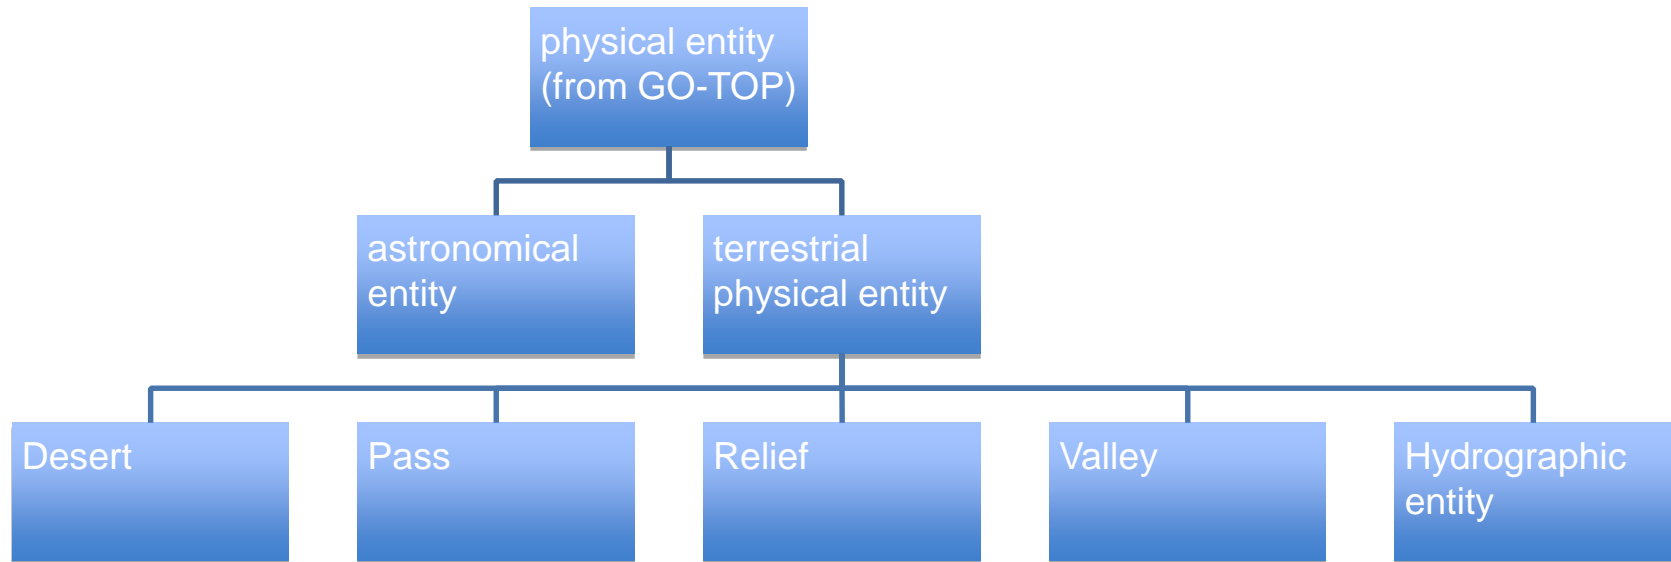 physical entity
(from GO-TOP)
astronomical
entity
terrestrial
physical entity
Desert
Pass
Relief
Valley
Hydrographic
entity